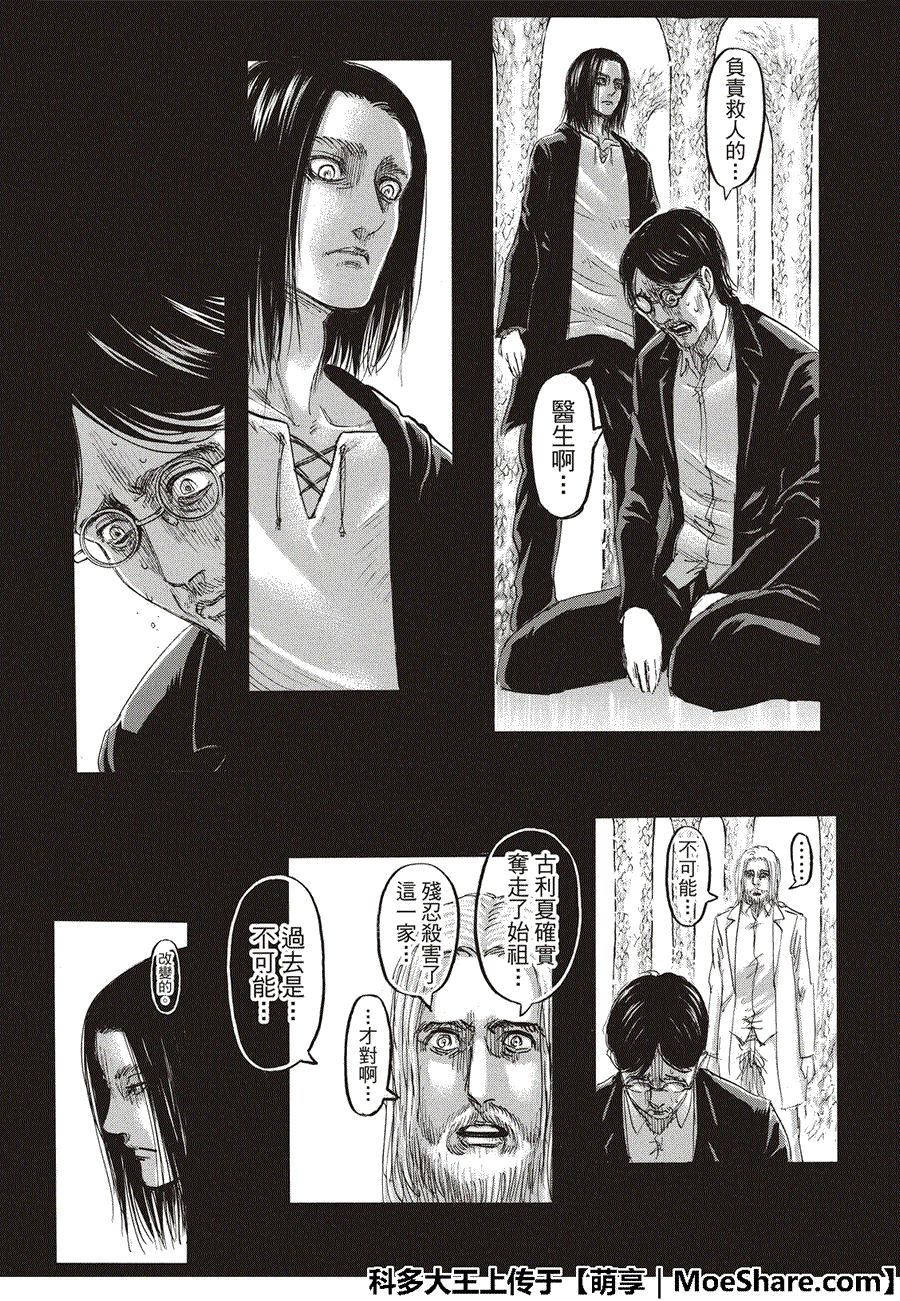 負責救人的…
醫生啊…
………
不可能…
古利夏確實
奪走了始祖…
殘忍殺害了
這一家…
…才對啊…
過去是…
不可能…
改變的。
科多大王上传于【萌享｜MoeShare.com】